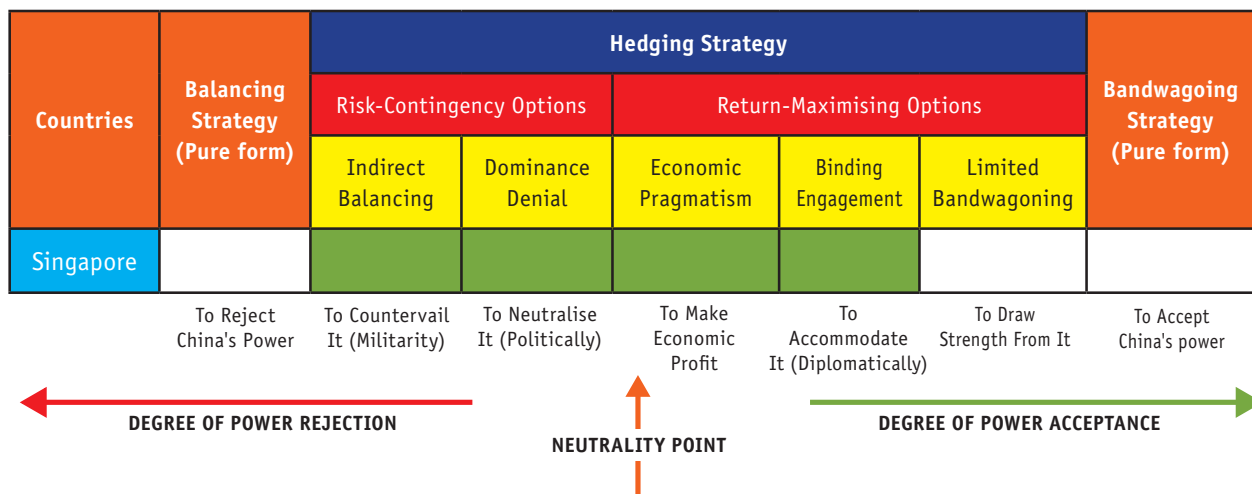 Countries
Balancing
Strategy
(Pure form)
Hedging Strategy
Risk-Contingency Options
Return-Maximising Options
Bandwagoing
Strategy
(Pure form)
Indirect
Balancing
Dominance
Denial
Economic
Pragmatism
Binding
Engagement
Limited
Bandwagoning
Singapore
To Reject
China's Power
To Countervail
It (Militarity)
To Neutralise
It (Politically)
To Make
Economic
Profit
To
Accommodate
It (Diplomatically)
To Draw
Strength From It
To Accept
China's power
DEGREE OF POWER REJECTION
NEUTRALITY POINT
DEGREE OF POWER ACCEPTANCE